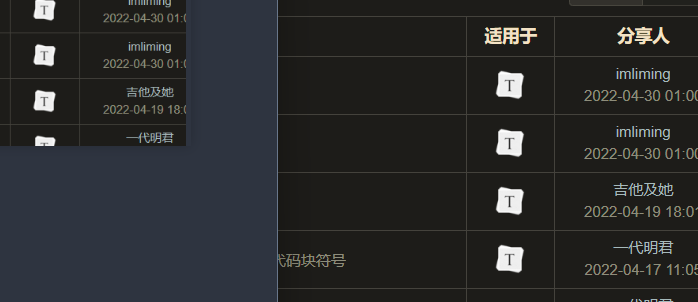 imliming
2022-04-30 01:0
T
imliming
2022-04-30 01:0
T
吉他及她
2022-04-19 18:0
T
一代明君
T
适用于 分享人
T
imliming
2022-04-30 01:00
T
imliming
2022-04-30 01:00
T
吉他及她
2022-04-19 18:01
代码块符号
T
一代明君
2022-04-17 11:05